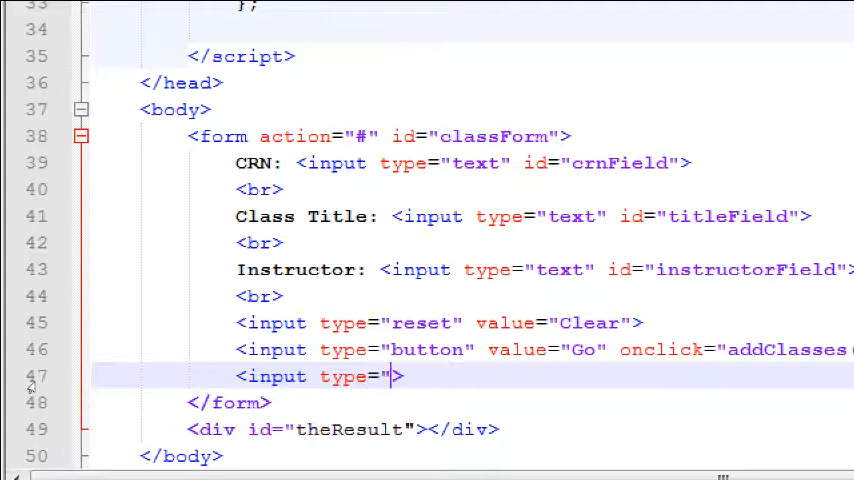 33 };
34
35 </script>
36 </head>
37 <body>
38 <form action="#" id="classForm">
39 CRN: <input type="text" id="crnField">
40 <br>
41 Class Title: <input type="text" id="titleField">
42 <br>
43 Instructor: <input type="text" id="instructorField">
44 <br>
45 <input type="reset" value="Clear">
46 <input type="button" value="Go" onclick="addClasses(
47 <input type=">
48 </form>
49 <div id="theResult"></div>
50 </body>